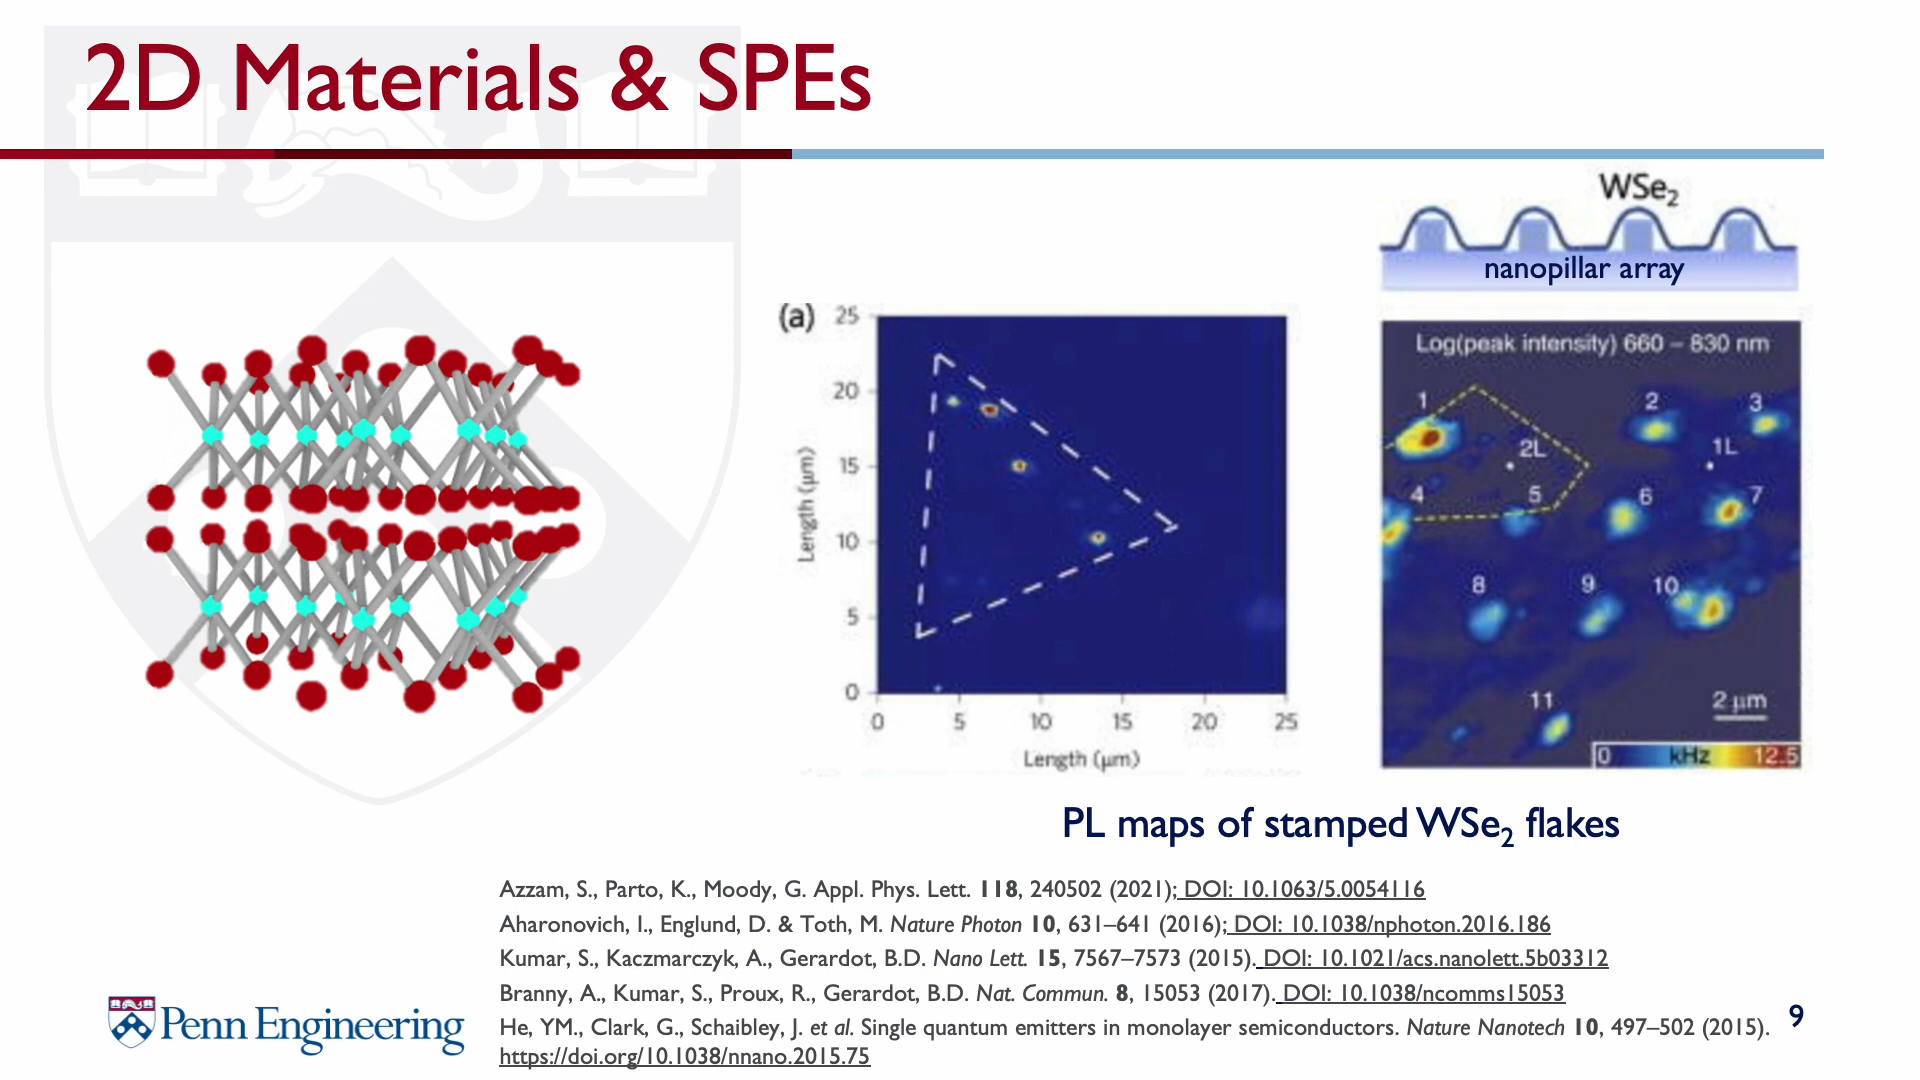 2D Materials & SPEs
WSe₂
nanopillar array
(a)
25
20
15
10
5
0
Length (µm)
0 5 10 15 20 25
Length (µm)
Log(peak intensity) 660 – 830 nm
1 2 3
2L 1L
4 5 6 7
8 9 10
11
2 µm
0 kHz 12.5
PL maps of stamped WSe₂ flakes
Azzam, S., Parto, K., Moody, G. Appl. Phys. Lett. 118, 240502 (2021); DOI: 10.1063/5.0054116
Aharonovich, I., Englund, D. & Toth, M. Nature Photon 10, 631–641 (2016); DOI: 10.1038/nphoton.2016.186
Kumar, S., Kaczmarczyk, A., Gerardot, B.D. Nano Lett. 15, 7567–7573 (2015). DOI: 10.1021/acs.nanolett.5b03312
Branny, A., Kumar, S., Proux, R., Gerardot, B.D. Nat. Commun. 8, 15053 (2017). DOI: 10.1038/ncomms15053
He, YM., Clark, G., Schaibley, J. et al. Single quantum emitters in monolayer semiconductors. Nature Nanotech 10, 497–502 (2015).
https://doi.org/10.1038/nnano.2015.75
Penn Engineering
9